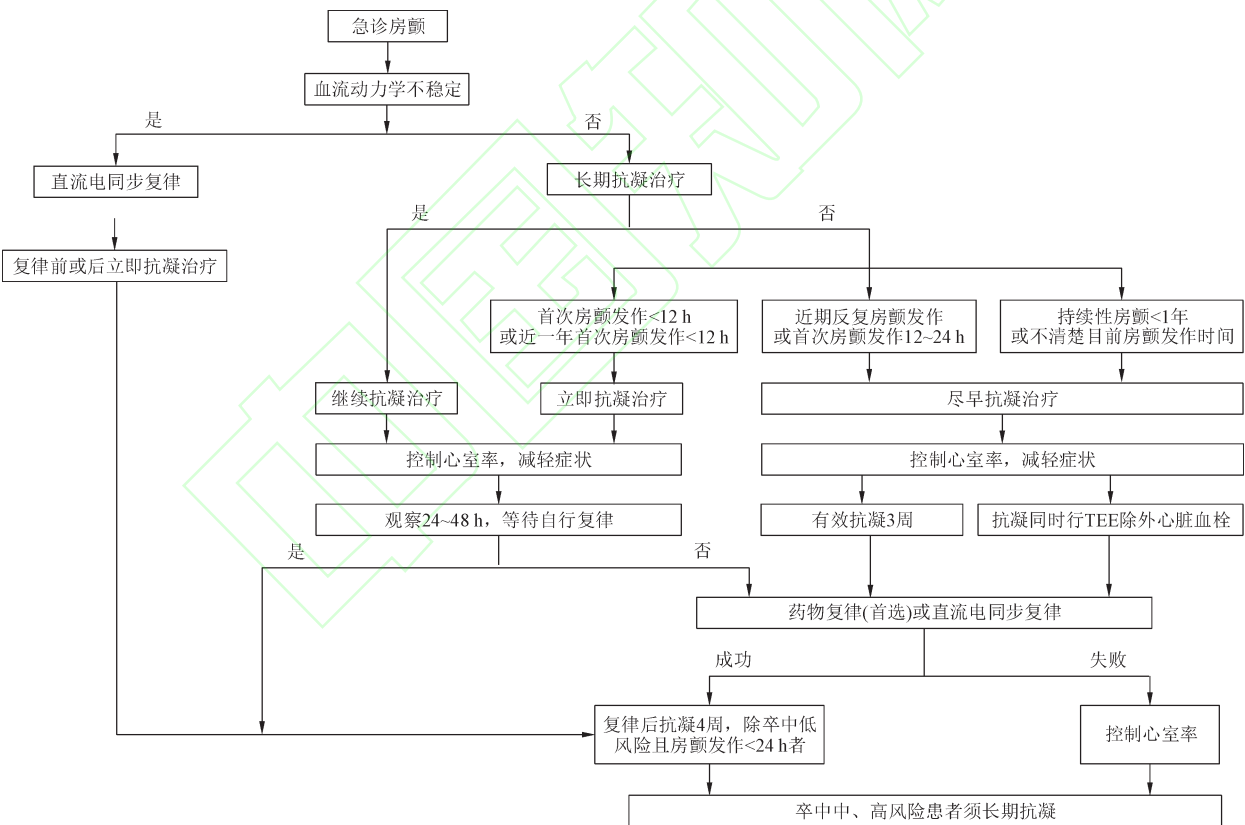 急诊房颤
血流动力学不稳定
是
否
直流电同步复律
长期抗凝治疗
是
否
复律前或后立即抗凝治疗
首次房颤发作<12 h
或近一年首次房颤发作<12 h
近期反复房颤发作
或首次房颤发作12~24 h
持续性房颤<1年
或不清楚目前房颤发作时间
继续抗凝治疗
立即抗凝治疗
尽早抗凝治疗
控制心室率，减轻症状
控制心室率，减轻症状
观察24~48 h，等待自行复律
有效抗凝3周
抗凝同时行TEE除外心脏血栓
是
否
药物复律(首选)或直流电同步复律
成功
失败
复律后抗凝4周，除卒中低
风险且房颤发作<24 h者
控制心室率
卒中中、高风险患者须长期抗凝